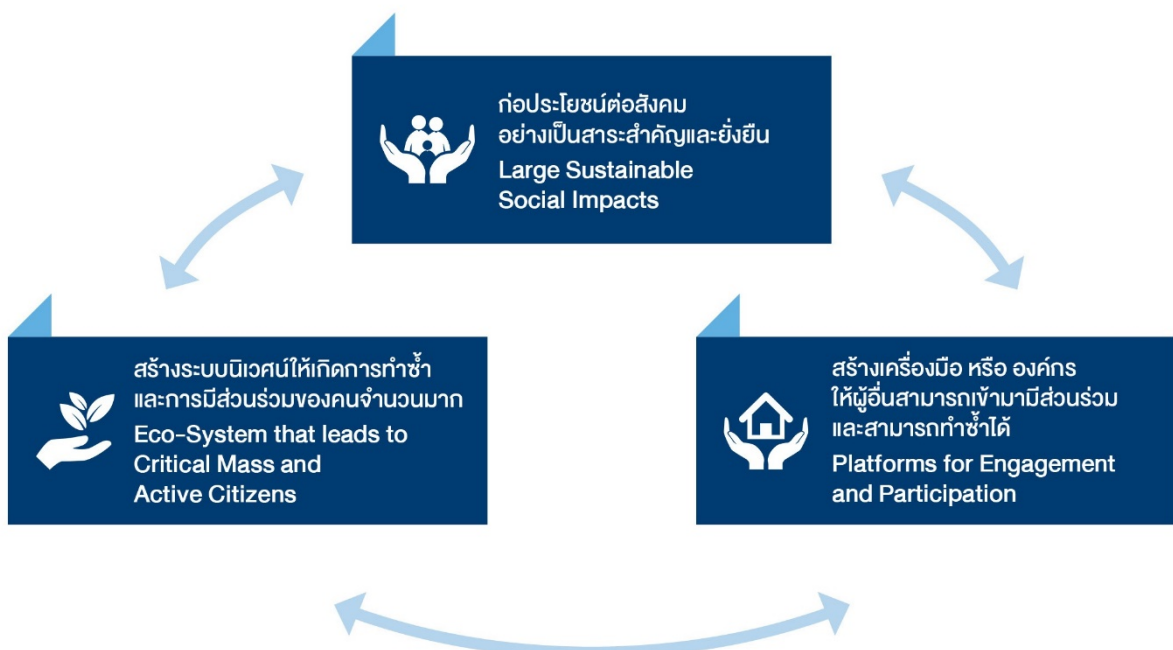 ก่อประโยชน์ต่อสังคม
อย่างเป็นสาระสำคัญและยั่งยืน
Large Sustainable
Social Impacts
สร้างระบบนิเวศน์ให้เกิดการทำซ้ำ
และการมีส่วนร่วมของคนจำนวนมาก
Eco-System that leads to
Critical Mass and
Active Citizens
สร้างเครื่องมือ หรือ องค์กร
ให้ผู้อื่นสามารถเข้ามามีส่วนร่วม
และสามารถทำซ้ำได้
Platforms for Engagement
and Participation